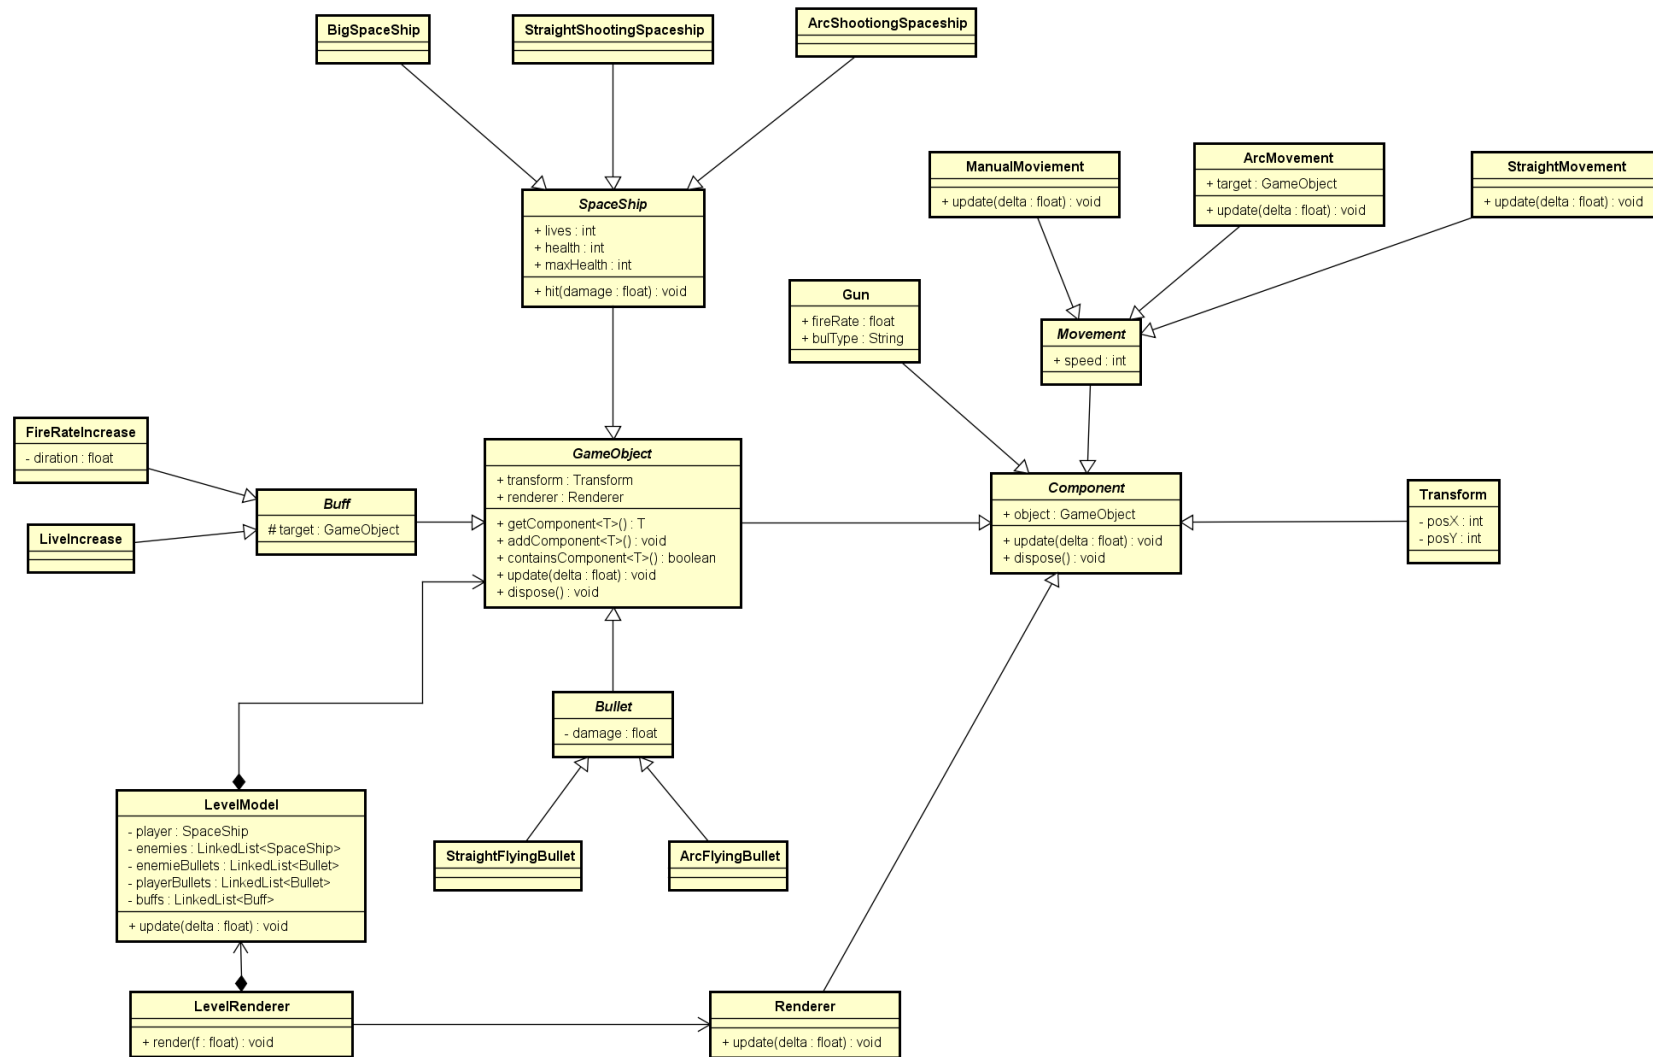 BigSpaceShip
StraightShootingSpaceship
ArcShootiongSpaceship
SpaceShip
+ lives : int
+ health : int
+ maxHealth : int
+ hit(damage : float) : void
ManualMoviement
+ update(delta : float) : void
ArcMovement
+ target : GameObject
+ update(delta : float) : void
StraightMovement
+ update(delta : float) : void
Gun
+ fireRate : float
+ bulType : String
Movement
+ speed : int
FireRateIncrease
- diration : float
LiveIncrease
Buff
# target : GameObject
GameObject
+ transform : Transform
+ renderer : Renderer
+ getComponent<T>() : T
+ addComponent<T>() : void
+ containsComponent<T>() : boolean
+ update(delta : float) : void
+ dispose() : void
Component
+ object : GameObject
+ update(delta : float) : void
+ dispose() : void
Transform
- posX : int
- posY : int
Bullet
- damage : float
StraightFlyingBullet
ArcFlyingBullet
LevelModel
- player : SpaceShip
- enemies : LinkedList<SpaceShip>
- enemieBullets : LinkedList<Bullet>
- playerBullets : LinkedList<Bullet>
- buffs : LinkedList<Buff>
+ update(delta : float) : void
LevelRenderer
+ render(f : float) : void
Renderer
+ update(delta : float) : void